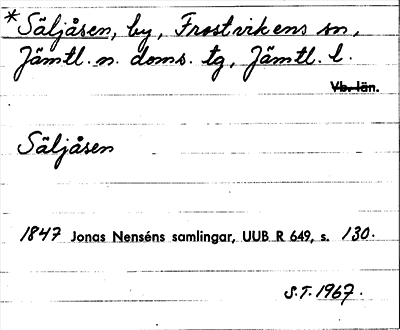 *Säljåsen, by, Frostvikens sn,
Jämtl. n. doms. tg, Jämtl. l.
Vb. län.
Säljåsen
1847 Jonas Nenséns samlingar, UUB R 649, s. 130.
S.T. 1967.